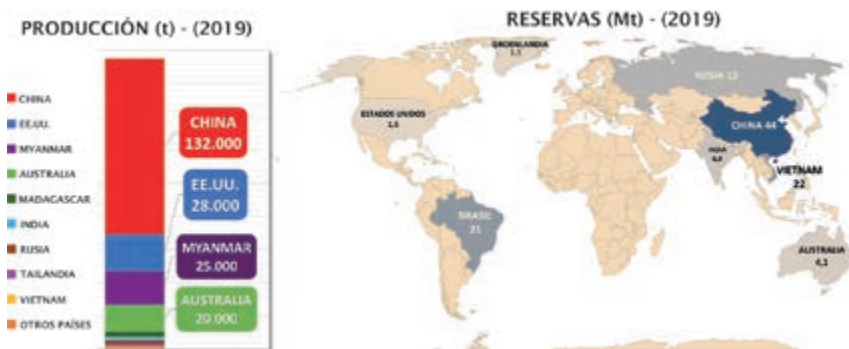 PRODUCCIÓN (t) - (2019)
CHINA
EE.UU.
MYANMAR
AUSTRALIA
MADAGASCAR
INDIA
RUSIA
TAILANDIA
VIETNAM
OTROS PAÍSES
CHINA
132.000
EE.UU.
28.000
MYANMAR
25.000
AUSTRALIA
20.000
RESERVAS (Mt) - (2019)
GROENLANDIA
1,5
RUSIA 12
ESTADOS UNIDOS
CHINA 44
INDIA
6,9
VIETNAM
22
BRASIL
21
AUSTRALIA
4,1